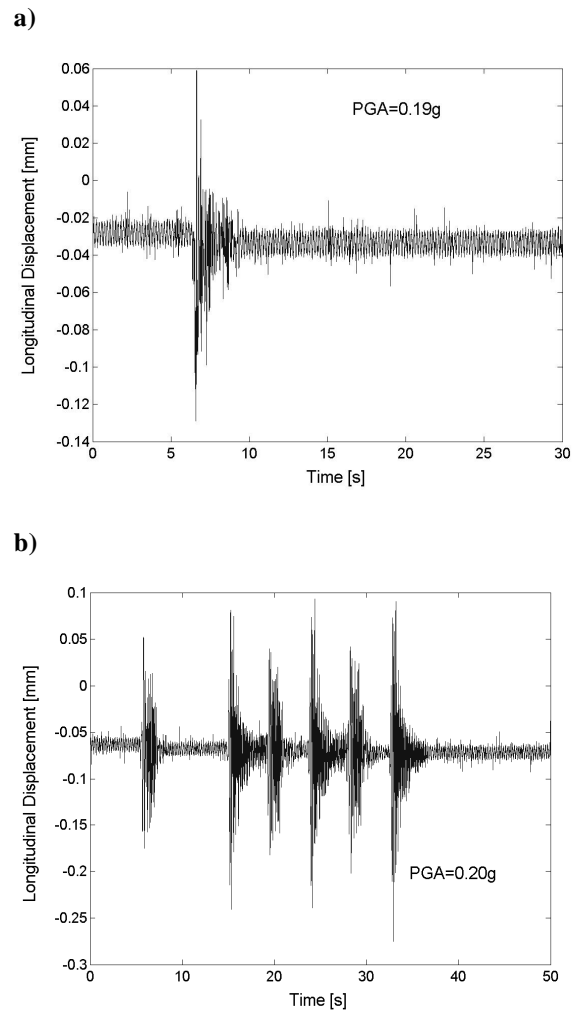 a)
0.06
0.04
0.02
0
-0.02
-0.04
-0.06
-0.08
-0.1
-0.12
-0.14
Longitudinal Displacement [mm]
PGA=0.19g
0 5 10 15 20 25 30
Time [s]
b)
0.1
0.05
0
-0.05
-0.1
-0.15
-0.2
-0.25
-0.3
Longitudinal Displacement [mm]
PGA=0.20g
0 10 20 30 40 50
Time [s]